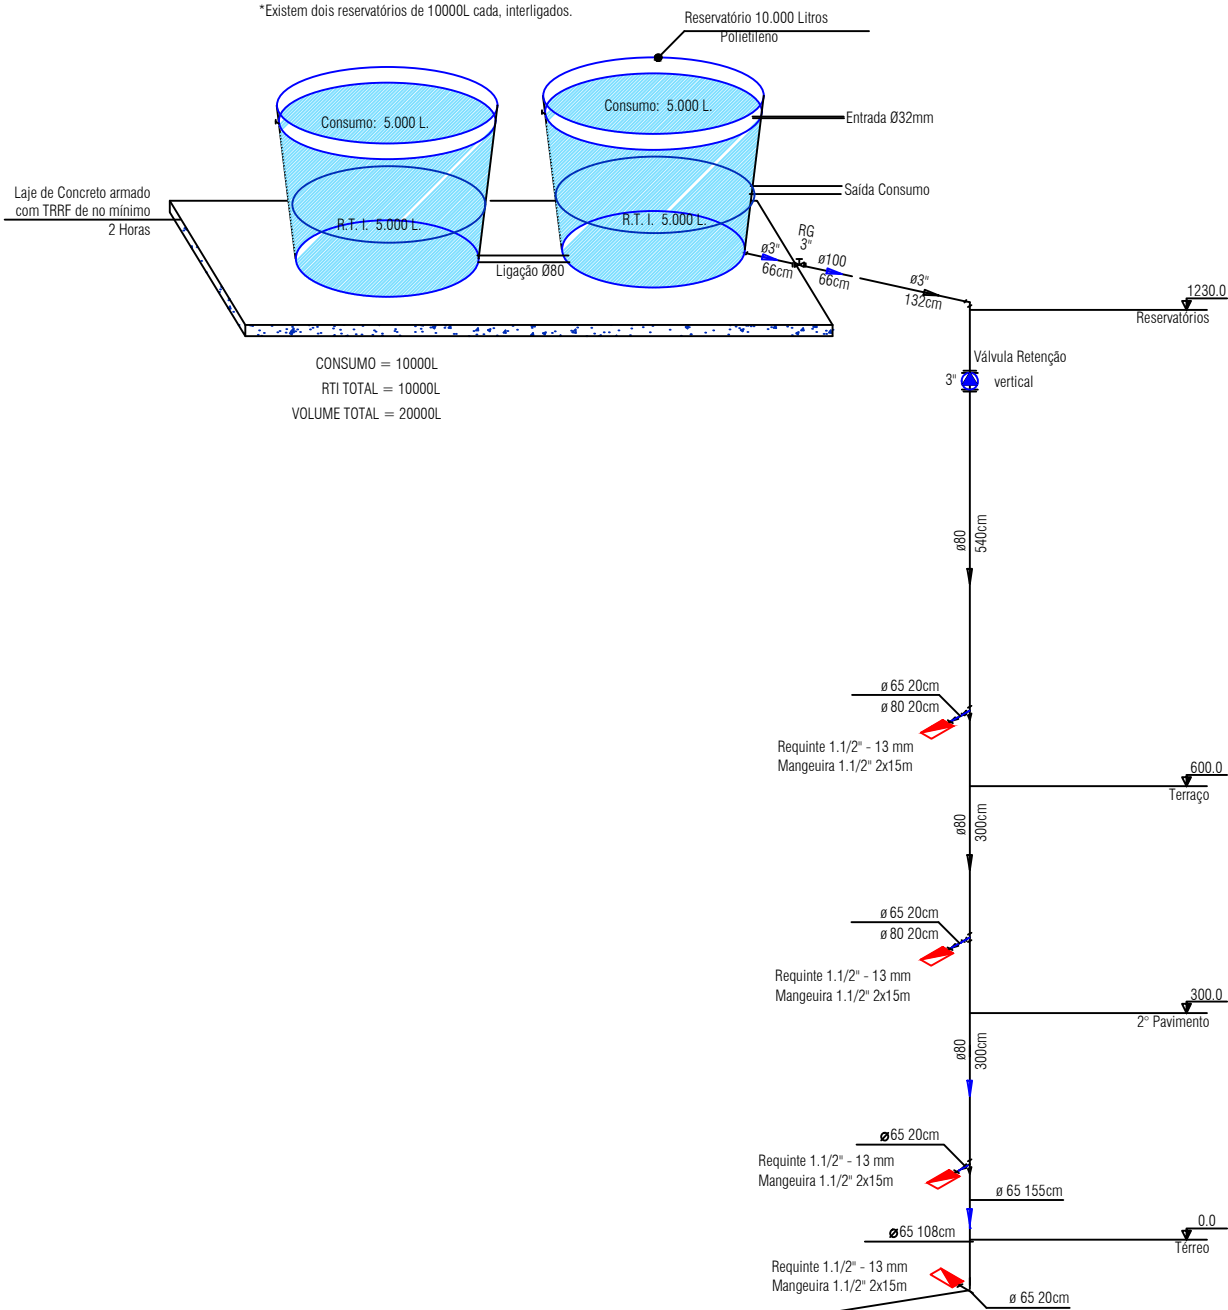 *Existem dois reservatórios de 10000L cada, interligados.
Reservatório 10.000 Litros
Polietileno
Consumo: 5.000 L.
Consumo: 5.000 L.
Entrada Ø32mm
Laje de Concreto armado
com TRRF de no mínimo
2 Horas
Saída Consumo
R.T. I. 5.000 L.
R.T. I. 5.000 L.
RG
3"
ø3"
66cm
ø100
66cm
Ligação Ø80
ø3"
132cm
1230.0
Reservatórios
CONSUMO = 10000L
RTI TOTAL = 10000L
VOLUME TOTAL = 20000L
Válvula Retenção
3"
vertical
ø80
540cm
ø 65 20cm
ø 80 20cm
Requinte 1.1/2" - 13 mm
Mangeuira 1.1/2" 2x15m
600.0
Terraço
ø80
300cm
ø 65 20cm
ø 80 20cm
Requinte 1.1/2" - 13 mm
Mangeuira 1.1/2" 2x15m
300.0
2° Pavimento
ø80
300cm
ø65 20cm
Requinte 1.1/2" - 13 mm
Mangeuira 1.1/2" 2x15m
ø 65 155cm
0.0
ø65 108cm
Térreo
Requinte 1.1/2" - 13 mm
Mangeuira 1.1/2" 2x15m
ø 65 20cm